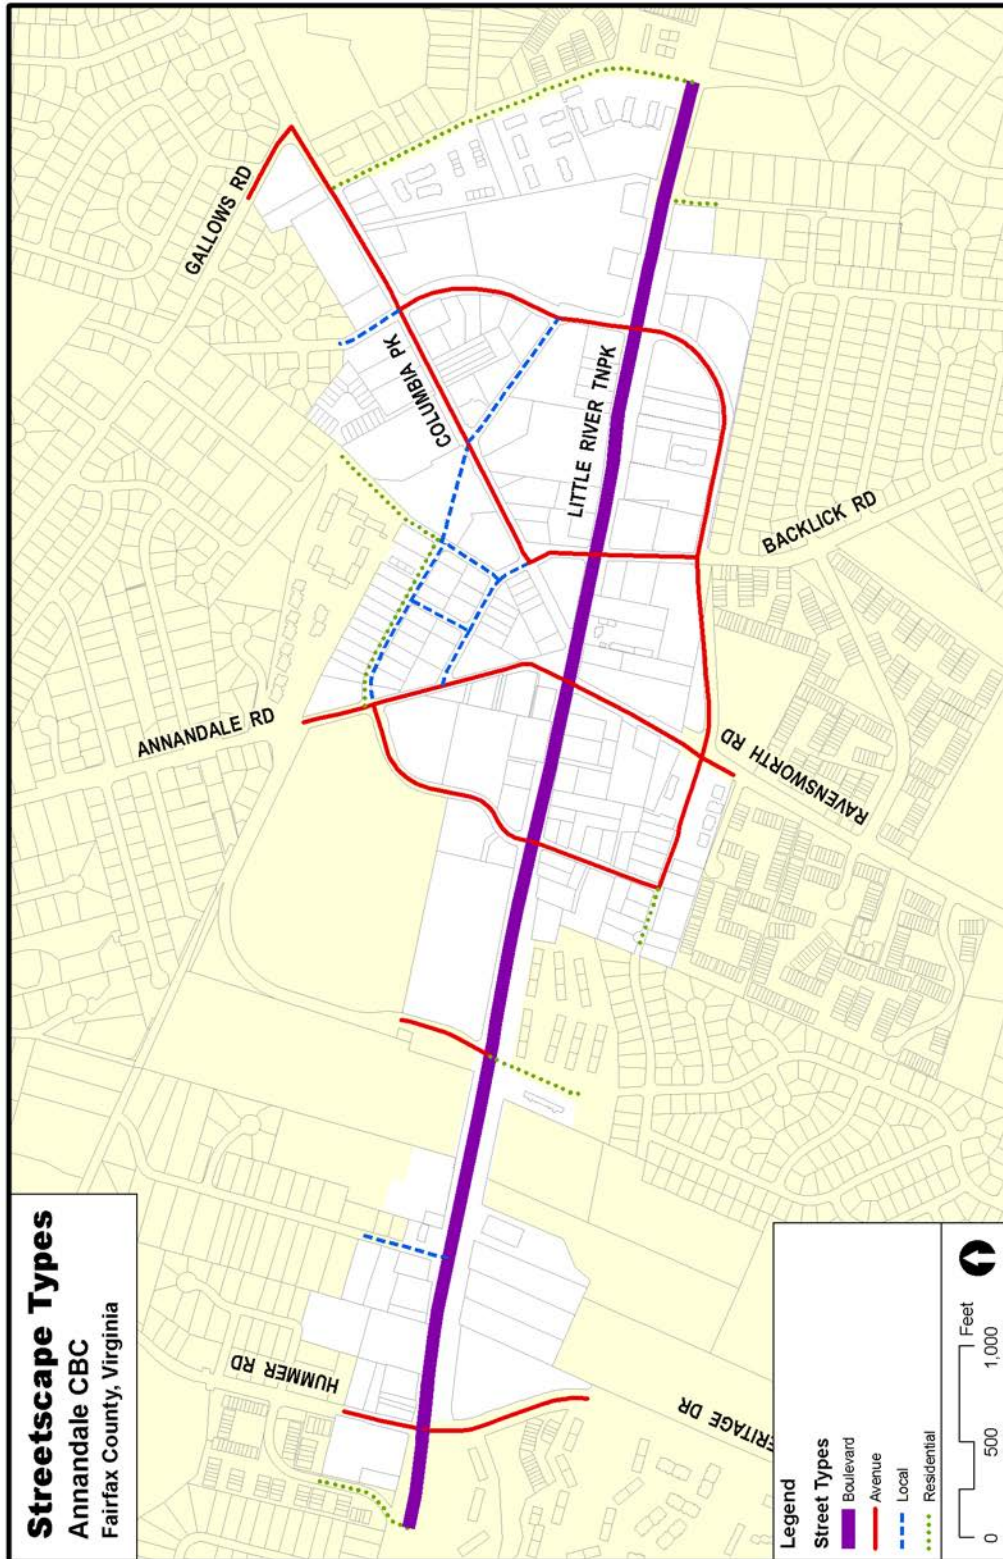 Streetscape Types
Annandale CBC
Fairfax County, Virginia
HUMMER RD
ANNANDALE RD
GALLOWS RD
COLUMBIA PK
LITTLE RIVER TNPK
BACKLICK RD
RAVENSWORTH RD
ERITAGE DR
Legend
Street Types
Boulevard
Avenue
Local
Residential
0 500 1,000 Feet